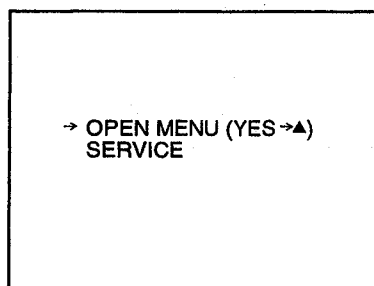 → OPEN MENU (YES →▲)
SERVICE